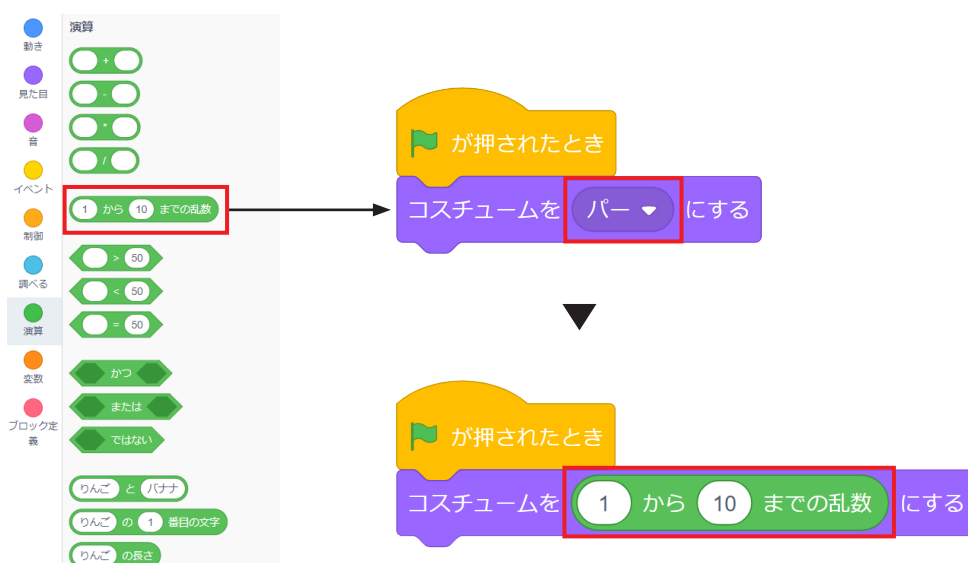 演算
動き
見た目
音
イベント
制御
調べる
演算
変数
ブロック定
義
+
-
*
/
1 から 10 までの乱数
> 50
< 50
= 50
かつ
または
ではない
りんご と バナナ
りんご の 1 番目の文字
りんご の長さ
が押されたとき
コスチュームを パー にする
が押されたとき
コスチュームを 1 から 10 までの乱数 にする